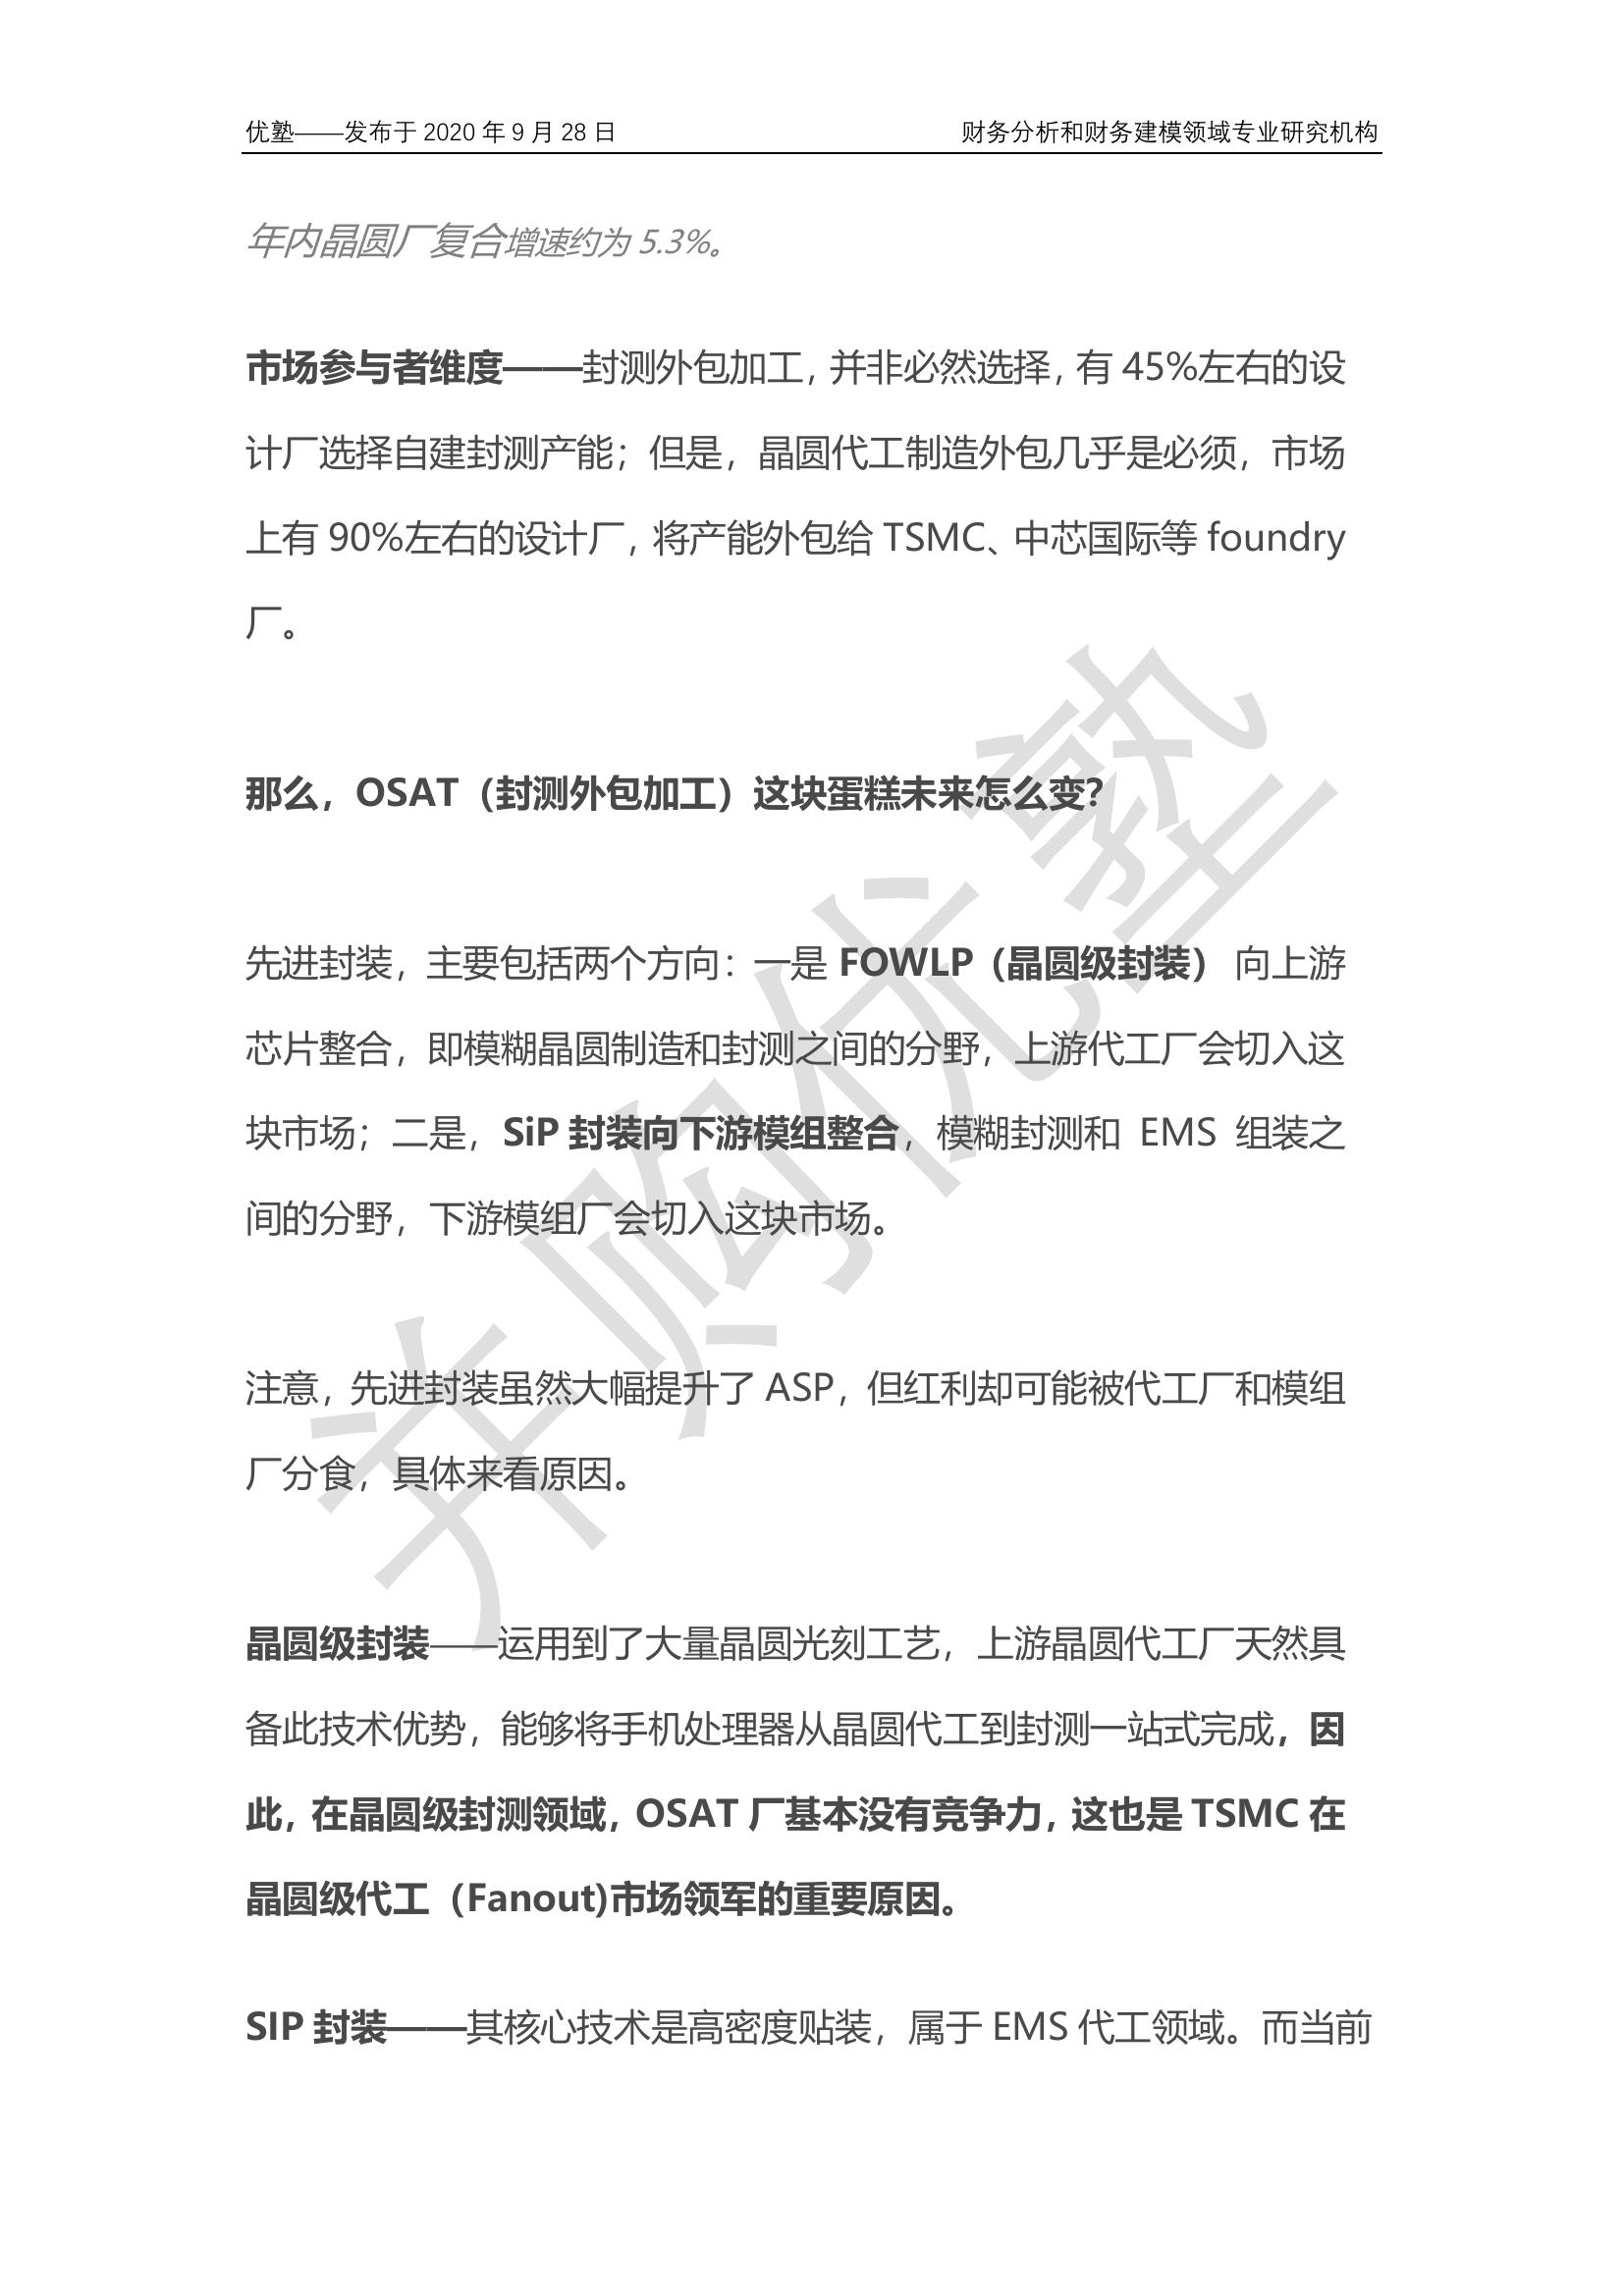 优塾——发布于 2020 年 9 月 28 日 财务分析和财务建模领域专业研究机构
年内晶圆厂复合增速约为 5.3%。
市场参与者维度——封测外包加工，并非必然选择，有 45%左右的设
计厂选择自建封测产能；但是，晶圆代工制造外包几乎是必须，市场
上有 90%左右的设计厂，将产能外包给 TSMC、中芯国际等 foundry
厂。
那么，OSAT（封测外包加工）这块蛋糕未来怎么变？
先进封装，主要包括两个方向：一是 FOWLP（晶圆级封装） 向上游
芯片整合，即模糊晶圆制造和封测之间的分野，上游代工厂会切入这
块市场；二是，SiP 封装向下游模组整合，模糊封测和 EMS 组装之
间的分野，下游模组厂会切入这块市场。
注意，先进封装虽然大幅提升了 ASP，但红利却可能被代工厂和模组
厂分食，具体来看原因。
晶圆级封装——运用到了大量晶圆光刻工艺，上游晶圆代工厂天然具
备此技术优势，能够将手机处理器从晶圆代工到封测一站式完成，因
此，在晶圆级封测领域，OSAT 厂基本没有竞争力，这也是 TSMC 在
晶圆级代工（Fanout)市场领军的重要原因。
SIP 封装——其核心技术是高密度贴装，属于 EMS 代工领域。而当前
并购优塾